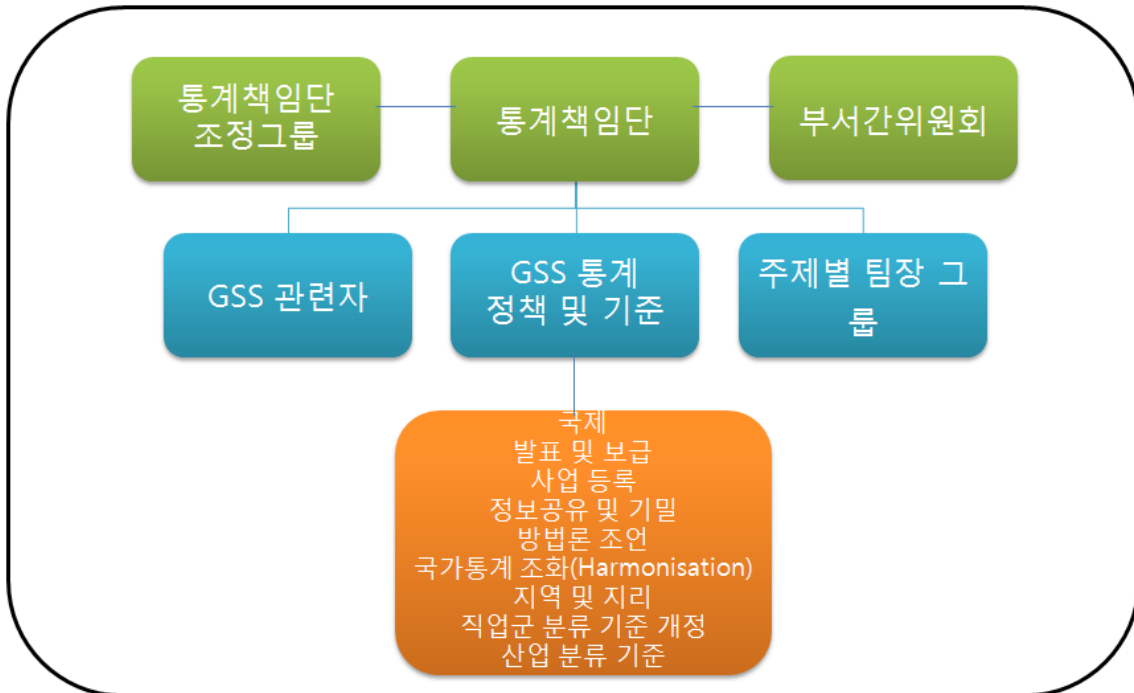 통계책임단
조정그룹
통계책임단
부서간위원회
GSS 관련자
GSS 통계
정책 및 기준
주제별 팀장 그
룹
국제
발표 및 보급
사업 등록
정보공유 및 기밀
방법론 조언
국가통계 조화(Harmonisation)
지역 및 지리
직업군 분류 기준 개정
산업 분류 기준